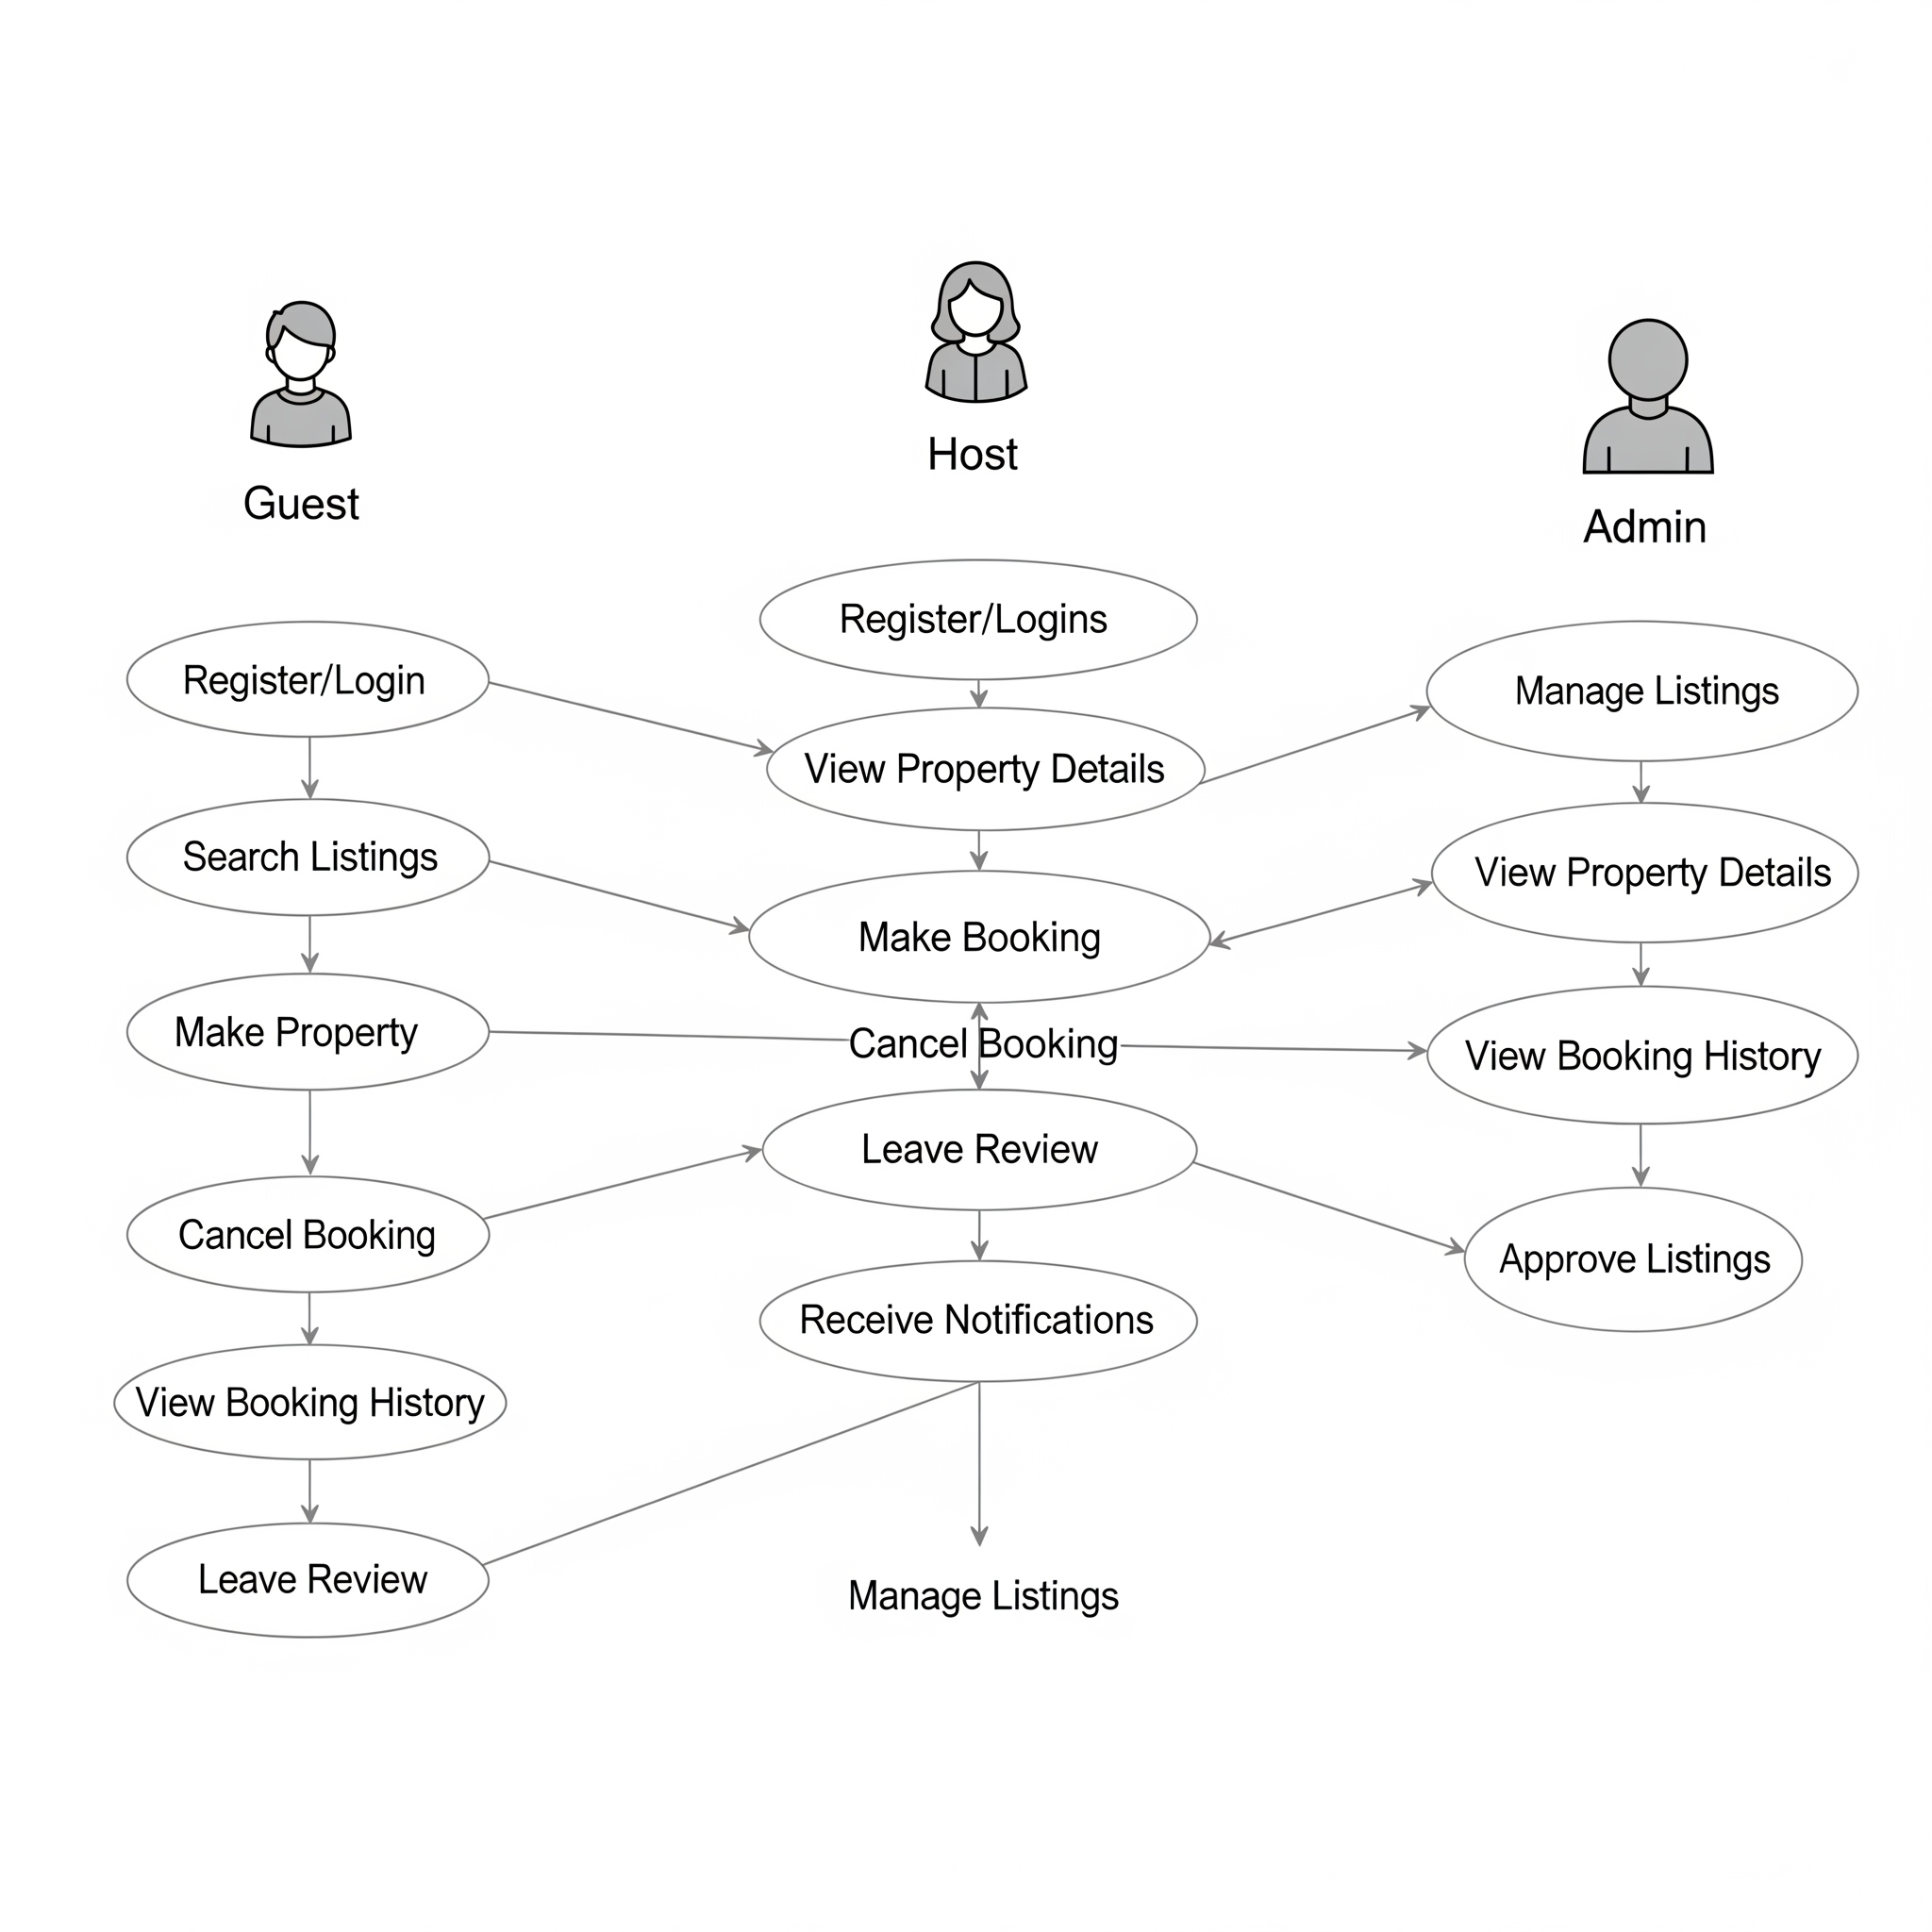 Guest
Register/Login
Search Listings
Make Property
Cancel Booking
View Booking History
Leave Review
Host
Register/Logins
View Property Details
Make Booking
Cancel Booking
Leave Review
Receive Notifications
Manage Listings
Admin
Manage Listings
View Property Details
View Booking History
Approve Listings